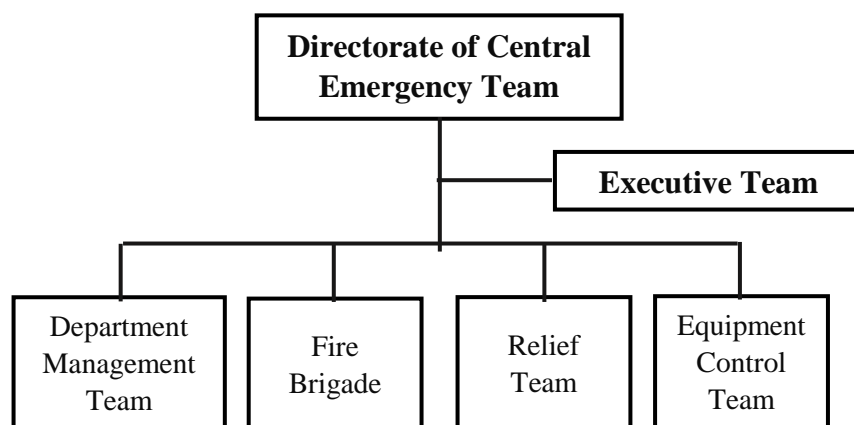 Directorate of Central
Emergency Team
Executive Team
Department
Management
Team
Fire
Brigade
Relief
Team
Equipment
Control
Team